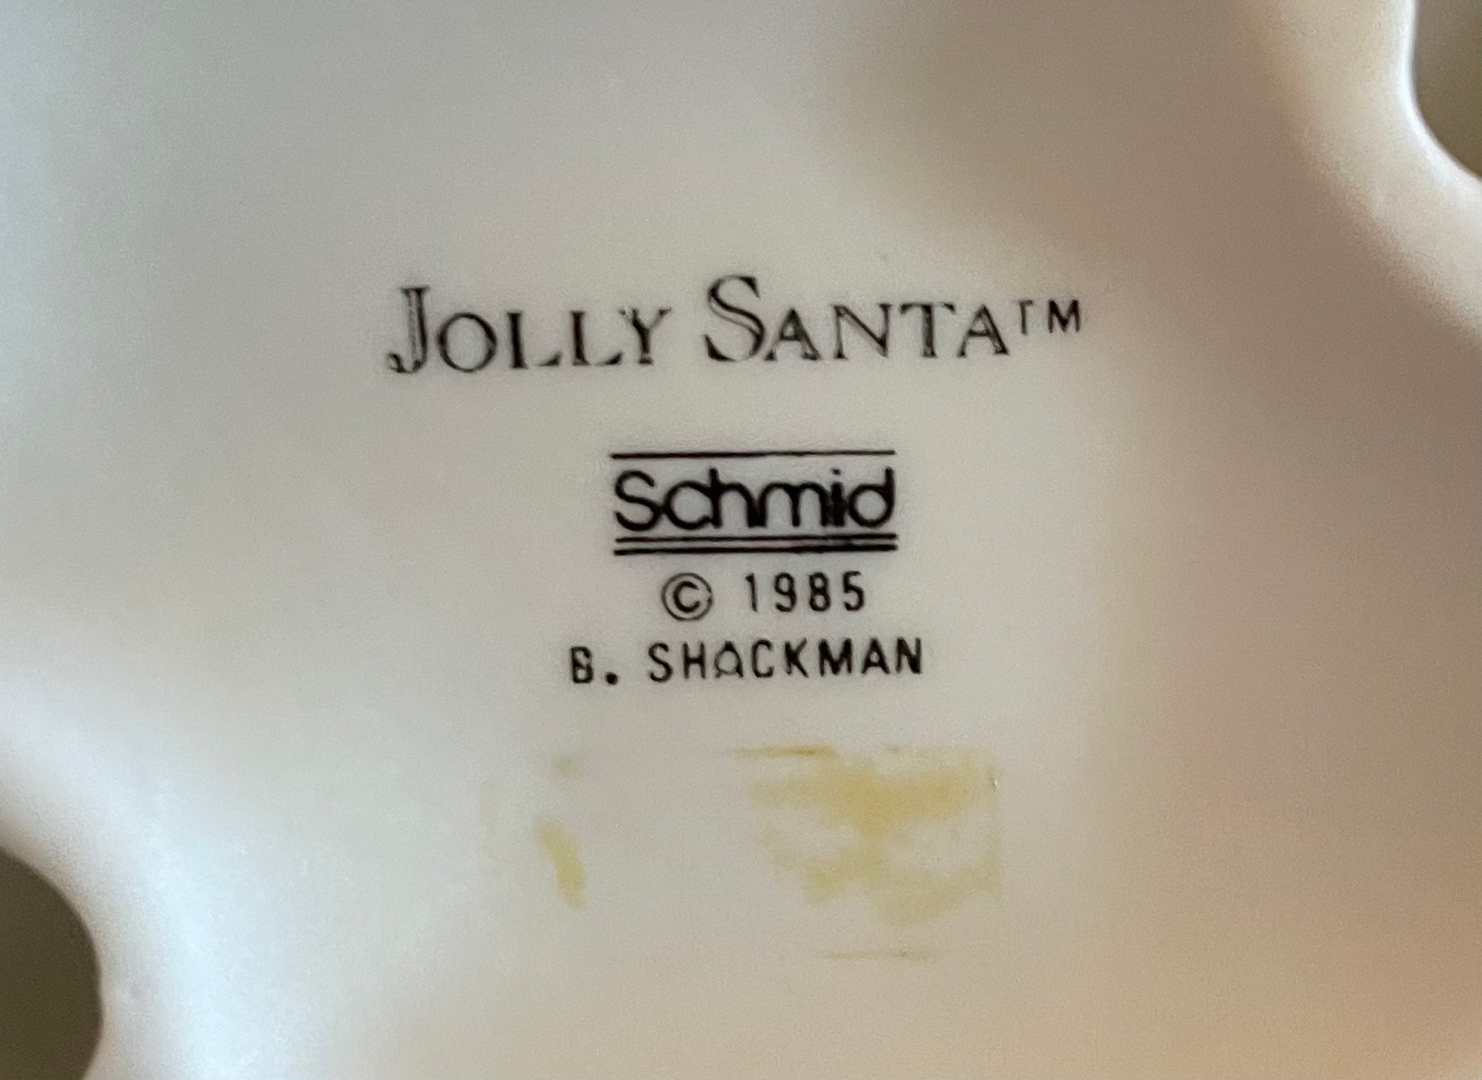 JOLLY SANTA™
Schmid
© 1985
B. SHACKMAN